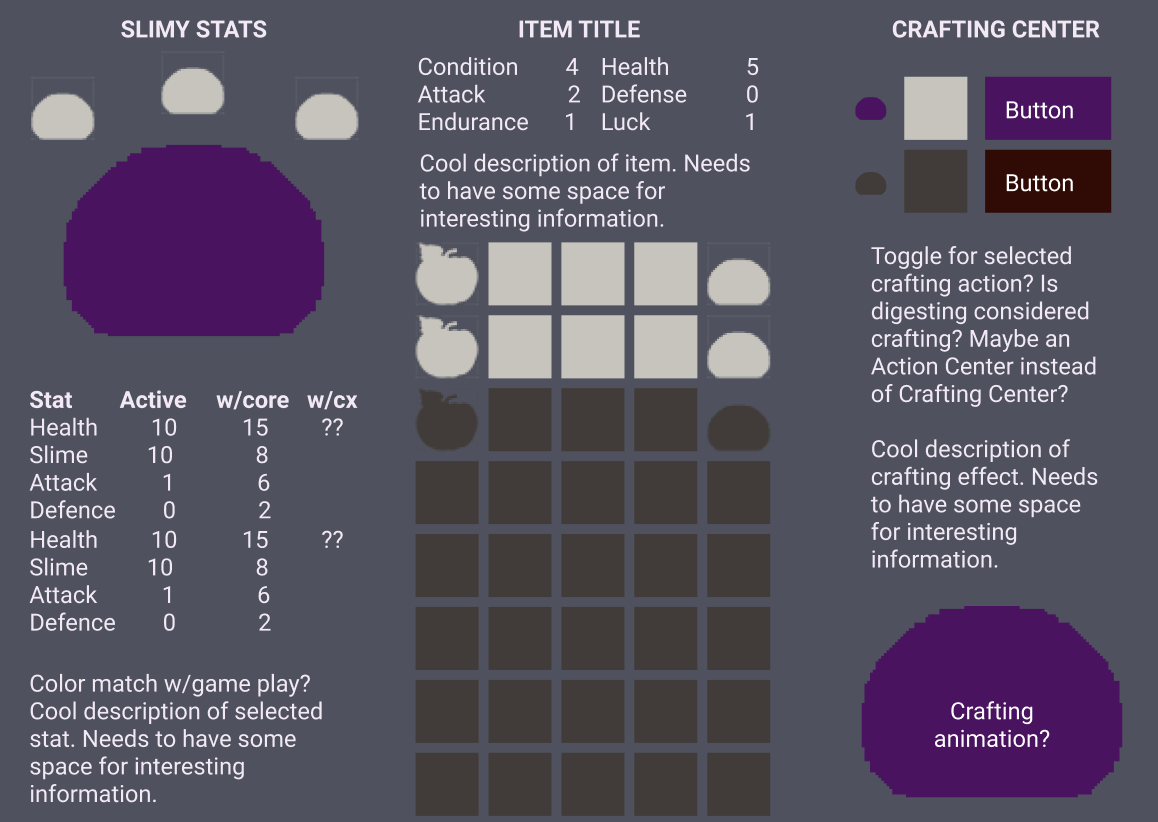 SLIMY STATS
Stat Active w/core w/cx
Health 10 15 ??
Slime 10 8
Attack 1 6
Defence 0 2
Health 10 15 ??
Slime 10 8
Attack 1 6
Defence 0 2
Color match w/game play?
Cool description of selected
stat. Needs to have some
space for interesting
information.
ITEM TITLE
Condition 4 Health 5
Attack 2 Defense 0
Endurance 1 Luck 1
Cool description of item. Needs
to have some space for
interesting information.
CRAFTING CENTER
Button
Button
Toggle for selected
crafting action? Is
digesting considered
crafting? Maybe an
Action Center instead
of Crafting Center?
Cool description of
crafting effect. Needs
to have some space
for interesting
information.
Crafting
animation?